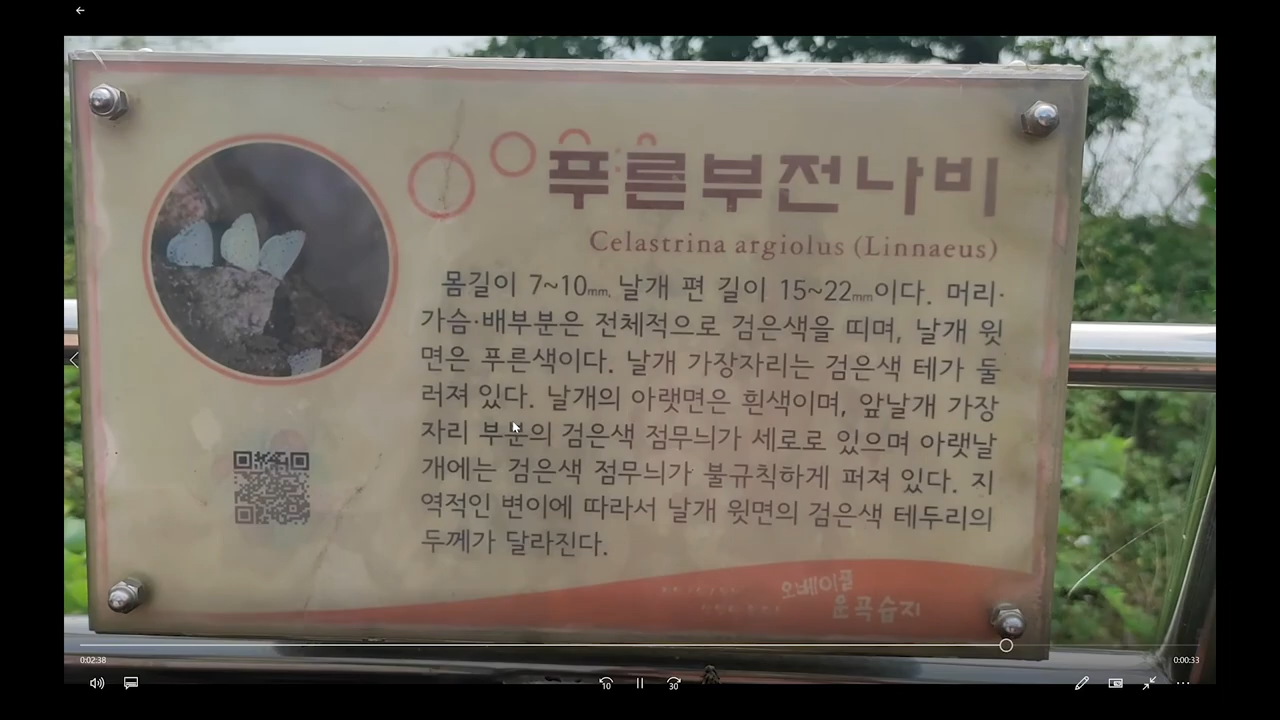 푸른부전나비
Celastrina argiolus (Linnaeus)
몸길이 7~10mm, 날개 편 길이 15~22mm이다. 머리·
가슴·배부분은 전체적으로 검은색을 띠며, 날개 윗
면은 푸른색이다. 날개 가장자리는 검은색 테가 둘
러져 있다. 날개의 아랫면은 흰색이며, 앞날개 가장
자리 부분의 검은색 점무늬가 세로로 있으며 아랫날
개에는 검은색 점무늬가 불규칙하게 퍼져 있다. 지
역적인 변이에 따라서 날개 윗면의 검은색 테두리의
두께가 달라진다.
오베이골
운곡습지
0:02:38
0:00:33
10
30